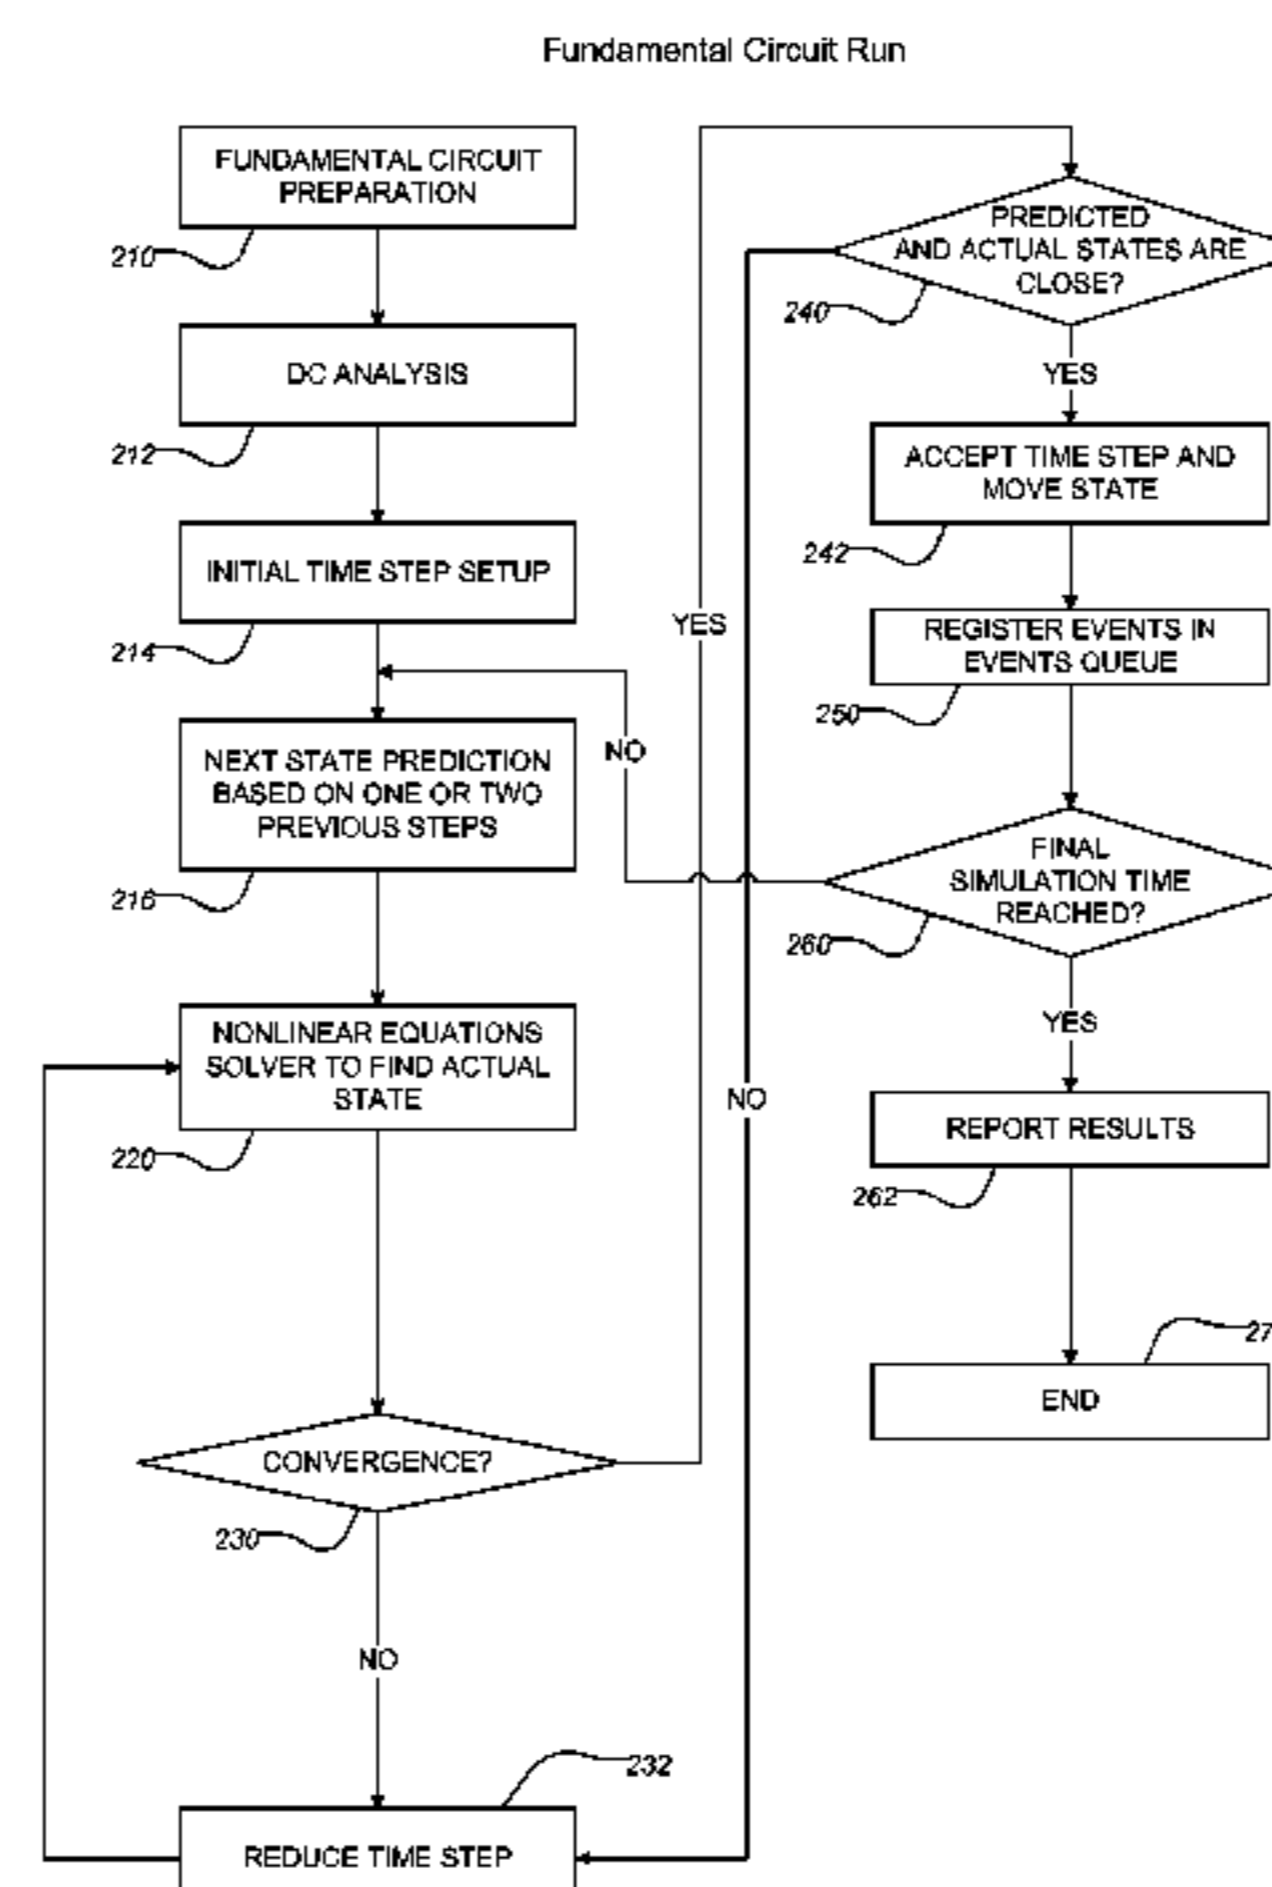 Fundamental Circuit Run
FUNDAMENTAL CIRCUIT
PREPARATION
210
DC ANALYSIS
212
INITIAL TIME STEP SETUP
214
NEXT STATE PREDICTION
BASED ON ONE OR TWO
PREVIOUS STEPS
216
NONLINEAR EQUATIONS
SOLVER TO FIND ACTUAL
STATE
220
CONVERGENCE?
230
NO
232
REDUCE TIME STEP
YES
NO
NO
PREDICTED
AND ACTUAL STATES ARE
CLOSE?
240
YES
ACCEPT TIME STEP AND
MOVE STATE
242
REGISTER EVENTS IN
EVENTS QUEUE
250
FINAL
SIMULATION TIME
REACHED?
260
YES
REPORT RESULTS
262
27
END